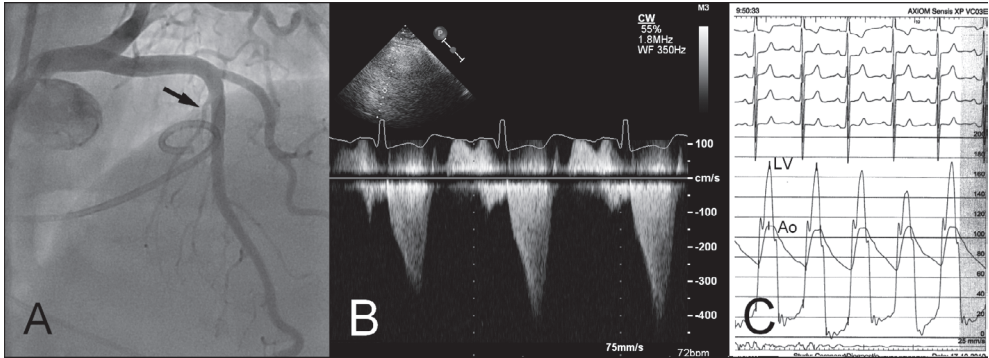 A
M3
CW
55%
1.8MHz
WF 350Hz
P
100
cm/s
-100
-200
-300
-400
75mm/s
72bpm
B
9:50:33
AXIOM Sensis XP VC03E
200
180
160
140
120
100
80
60
40
20
0
LV
Ao
C
25 mm/s